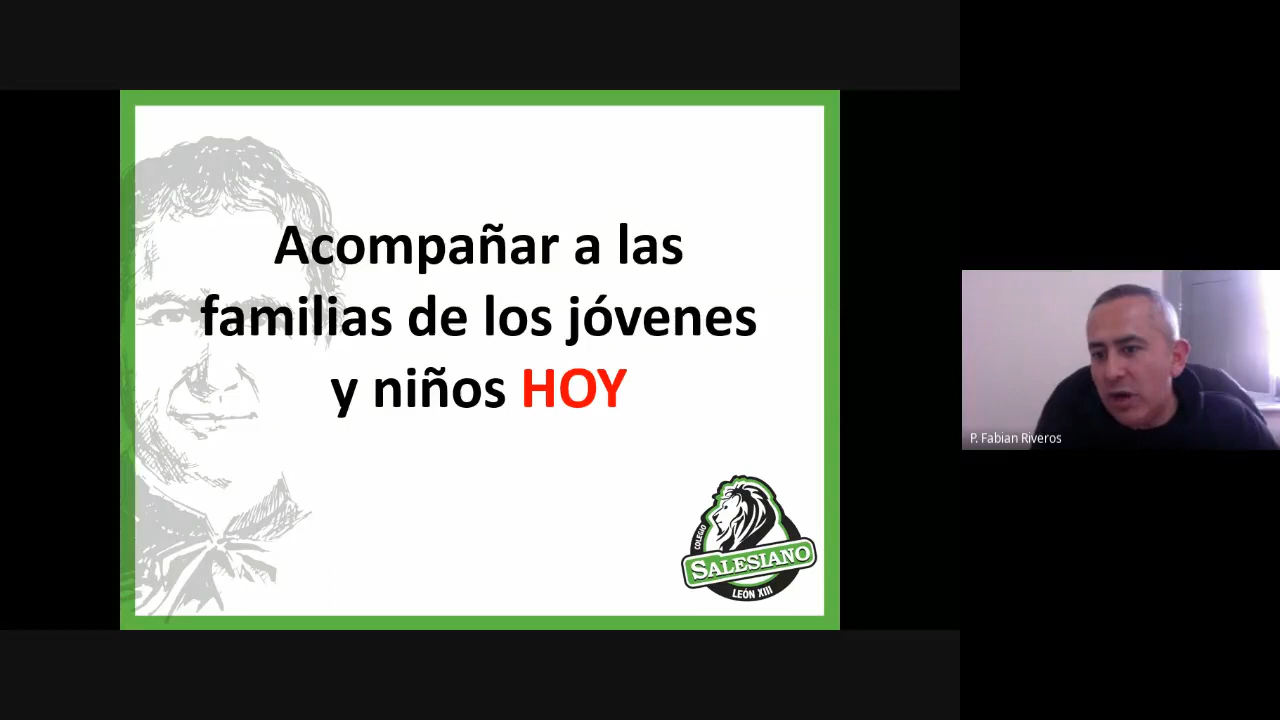 Acompañar a las
familias de los jóvenes
y niños HOY
COLEGIO
SALESIANO
LEÓN XIII
P. Fabian Riveros